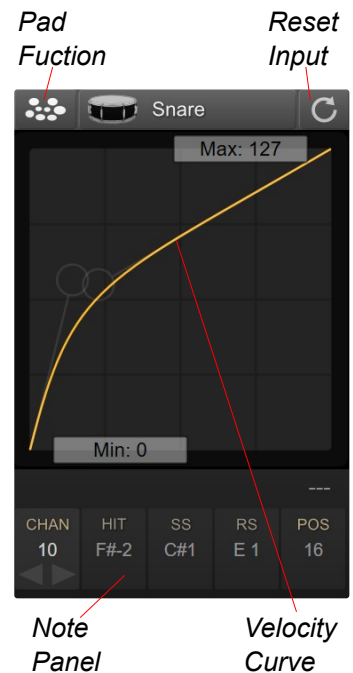 Pad Reset
Fuction Input
Snare
Max: 127
Min: 0
---
CHAN HIT SS RS POS
10 F#-2 C#1 E 1 16
Note Velocity
Panel Curve